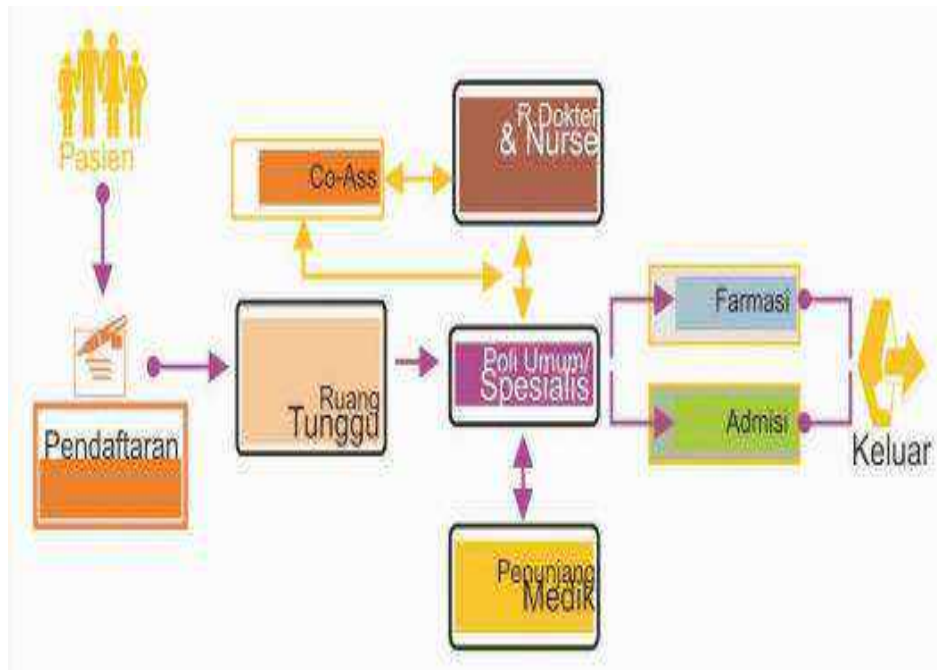 Pasien
Pendaftaran
Ruang
Tunggu
Co-Ass
R.Dokter
& Nurse
Poli Umum/
Spesialis
Penunjang
Medik
Farmasi
Admisi
Keluar